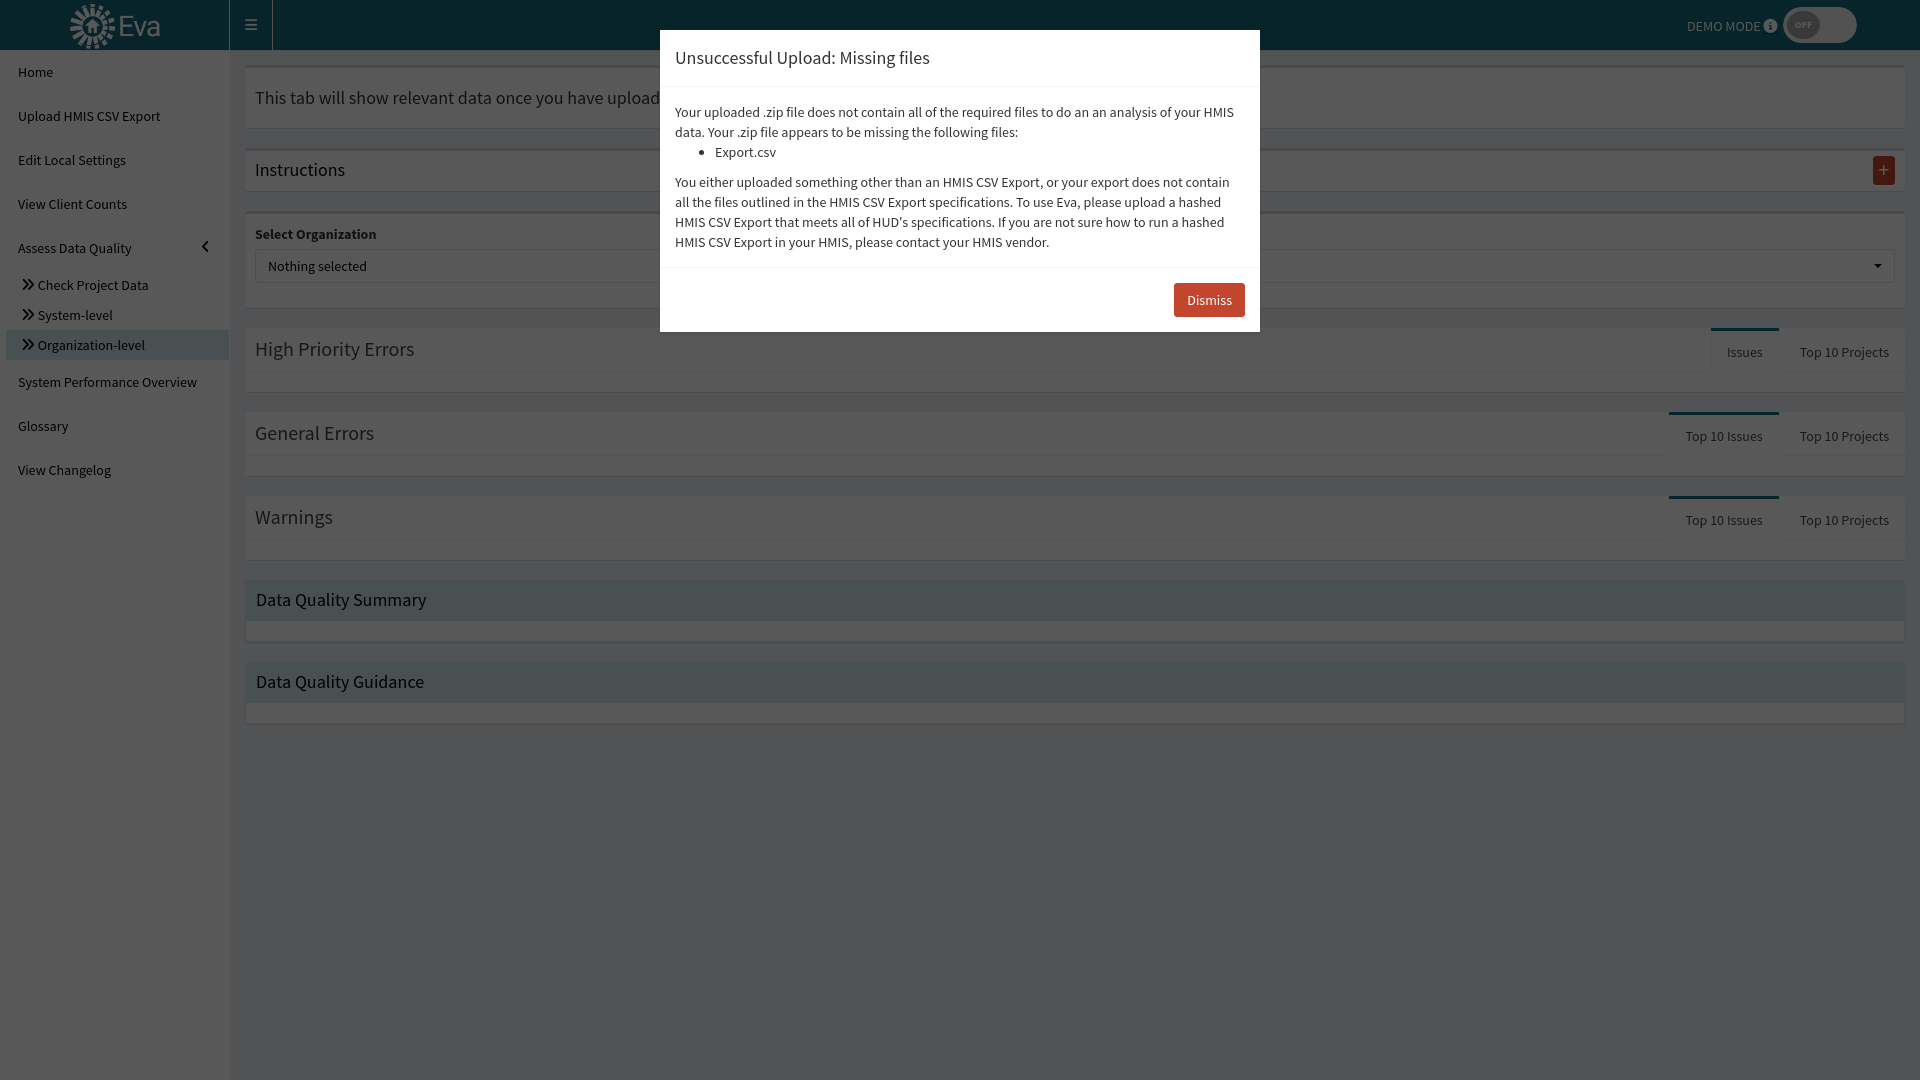 Eva
DEMO MODE
OFF
Home
Upload HMIS CSV Export
Edit Local Settings
View Client Counts
Assess Data Quality
Check Project Data
System-level
Organization-level
System Performance Overview
Glossary
View Changelog
This tab will show relevant data once you have upload
Instructions
+
Select Organization
Nothing selected
High Priority Errors
Issues
Top 10 Projects
General Errors
Top 10 Issues
Top 10 Projects
Warnings
Top 10 Issues
Top 10 Projects
Data Quality Summary
Data Quality Guidance
Unsuccessful Upload: Missing files
Your uploaded .zip file does not contain all of the required files to do an an analysis of your HMIS
data. Your .zip file appears to be missing the following files:
• Export.csv
You either uploaded something other than an HMIS CSV Export, or your export does not contain
all the files outlined in the HMIS CSV Export specifications. To use Eva, please upload a hashed
HMIS CSV Export that meets all of HUD's specifications. If you are not sure how to run a hashed
HMIS CSV Export in your HMIS, please contact your HMIS vendor.
Dismiss